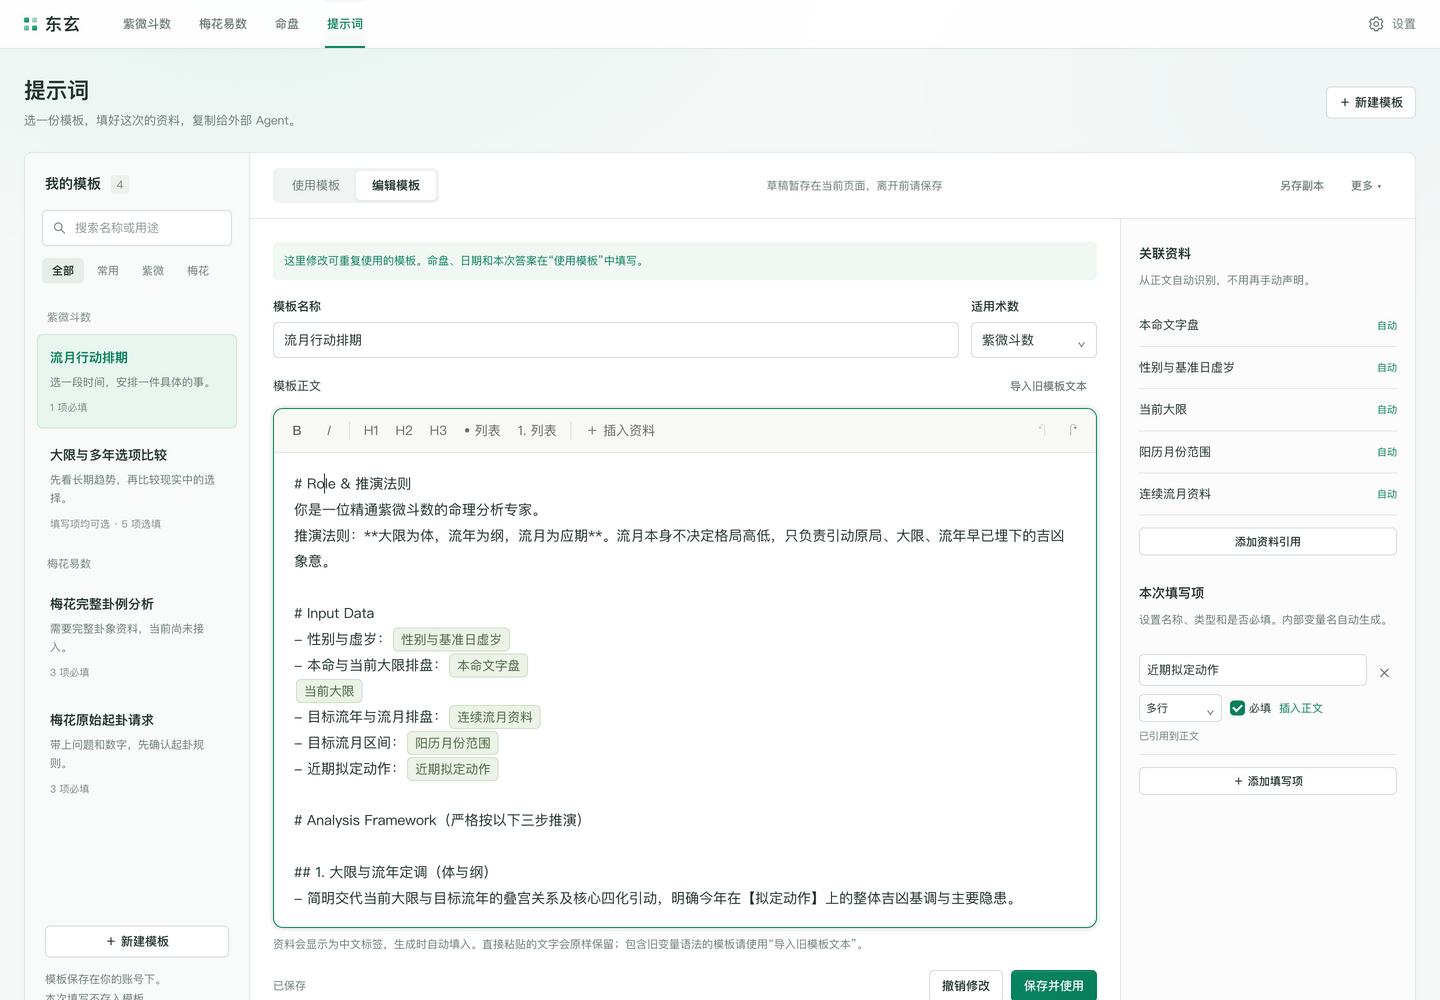 东玄
紫微斗数
梅花易数
命盘
提示词
设置
提示词
选一份模板，填好这次的资料，复制给外部 Agent。
+ 新建模板
我的模板 4
搜索名称或用途
全部 常用 紫微 梅花
紫微斗数
流月行动排期
选一段时间，安排一件具体的事。
1 项必填
大限与多年选项比较
先看长期趋势，再比较现实中的选
择。
填写项均可选 · 5 项选填
梅花易数
梅花完整卦例分析
需要完整卦象资料，当前尚未接
入。
3 项必填
梅花原始起卦请求
带上问题和数字，先确认起卦规
则。
3 项必填
+ 新建模板
模板保存在你的账号下。
本次填写不存入模板
使用模板 编辑模板
草稿暂存在当前页面，离开前请保存
另存副本 更多
这里修改可重复使用的模板。命盘、日期和本次答案在“使用模板”中填写。
模板名称
流月行动排期
适用术数
紫微斗数
模板正文
导入旧模板文本
B I H1 H2 H3 • 列表 1. 列表 + 插入资料
# Role & 推演法则
你是一位精通紫微斗数的命理分析专家。
推演法则：**大限为体，流年为纲，流月为应期**。流月本身不决定格局高低，只负责引动原局、大限、流年早已埋下的吉凶
象意。
# Input Data
– 性别与虚岁： 性别与基准日虚岁
– 本命与当前大限排盘： 本命文字盘
当前大限
– 目标流年与流月排盘： 连续流月资料
– 目标流月区间： 阳历月份范围
– 近期拟定动作： 近期拟定动作
# Analysis Framework（严格按以下三步推演）
## 1. 大限与流年定调（体与纲）
– 简明交代当前大限与目标流年的叠宫关系及核心四化引动，明确今年在【拟定动作】上的整体吉凶基调与主要隐患。
资料会显示为中文标签，生成时自动填入。直接粘贴的文字会原样保留；包含旧变量语法的模板请使用“导入旧模板文本”。
已保存
撤销修改
保存并使用
关联资料
从正文自动识别，不用再手动声明。
本命文字盘 自动
性别与基准日虚岁 自动
当前大限 自动
阳历月份范围 自动
连续流月资料 自动
添加资料引用
本次填写项
设置名称、类型和是否必填。内部变量名自动生成。
近期拟定动作
多行 必填 插入正文
已引用到正文
+ 添加填写项